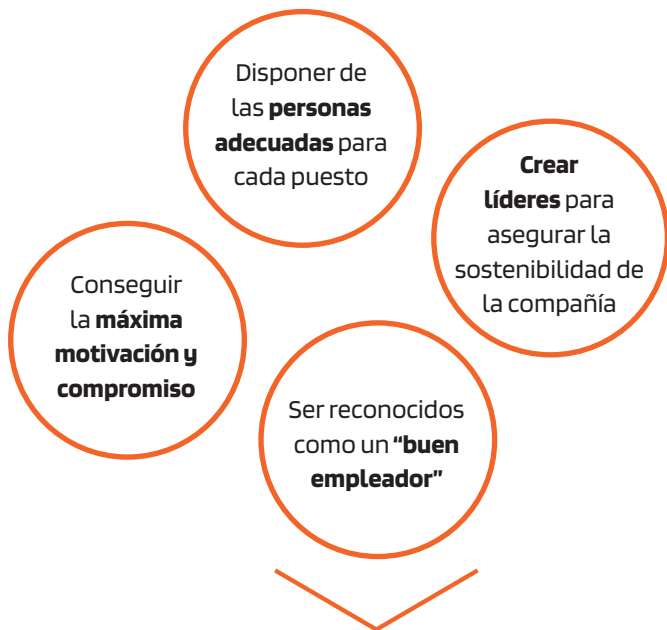 Disponer de
las personas
adecuadas para
cada puesto
Crear
líderes para
asegurar la
sostenibilidad de
la compañía
Conseguir
la máxima
motivación y
compromiso
Ser reconocidos
como un “buen
empleador”